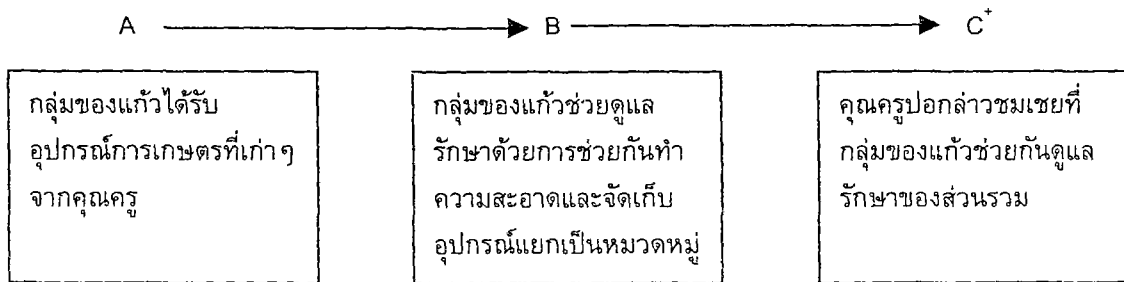 A B C+
กลุ่มของแก้วได้รับ
อุปกรณ์การเกษตรที่เก่าๆ
จากคุณครู
กลุ่มของแก้วช่วยดูแล
รักษาด้วยการช่วยกันทำ
ความสะอาดและจัดเก็บ
อุปกรณ์แยกเป็นหมวดหมู่
คุณครูปอกล่าวชมเชยที่
กลุ่มของแก้วช่วยกันดูแล
รักษาของส่วนรวม